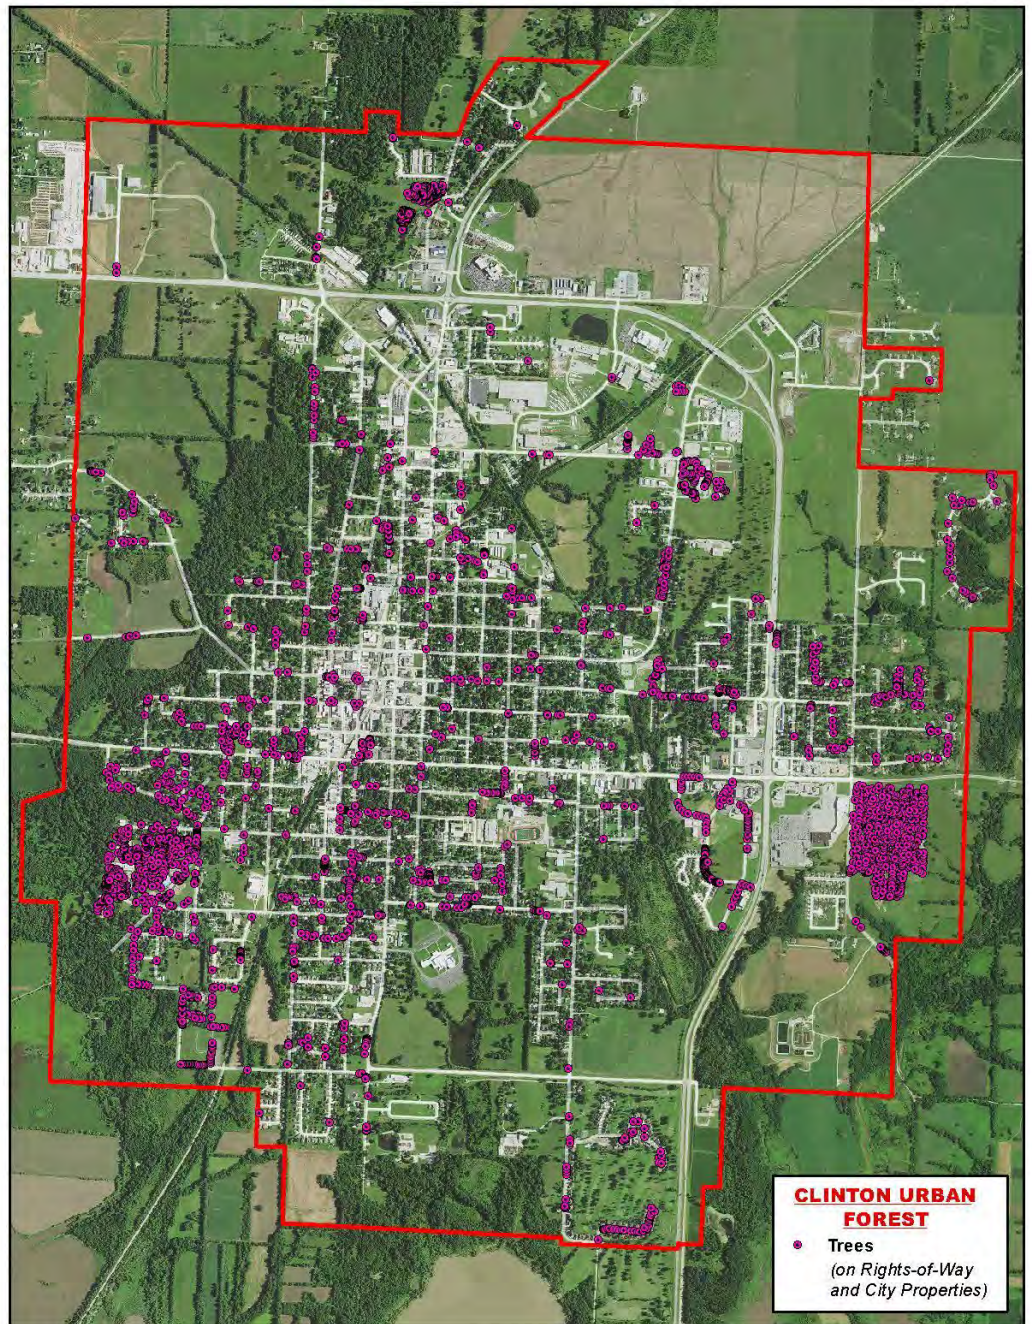 CLINTON URBAN
FOREST
Trees
(on Rights-of-Way
and City Properties)